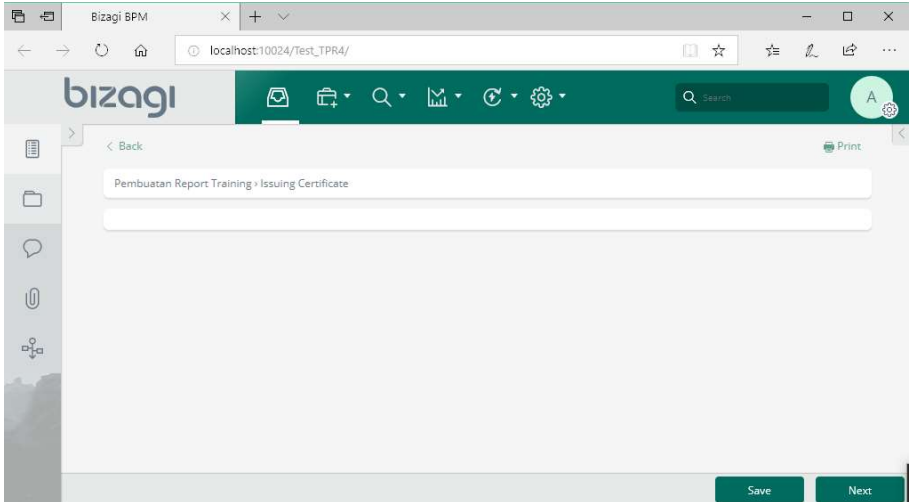 Bizagi BPM
localhost:10024/Test_TPR4/
bizagi
Search
A
< Back
Print
Pembuatan Report Training › Issuing Certificate
Save
Next